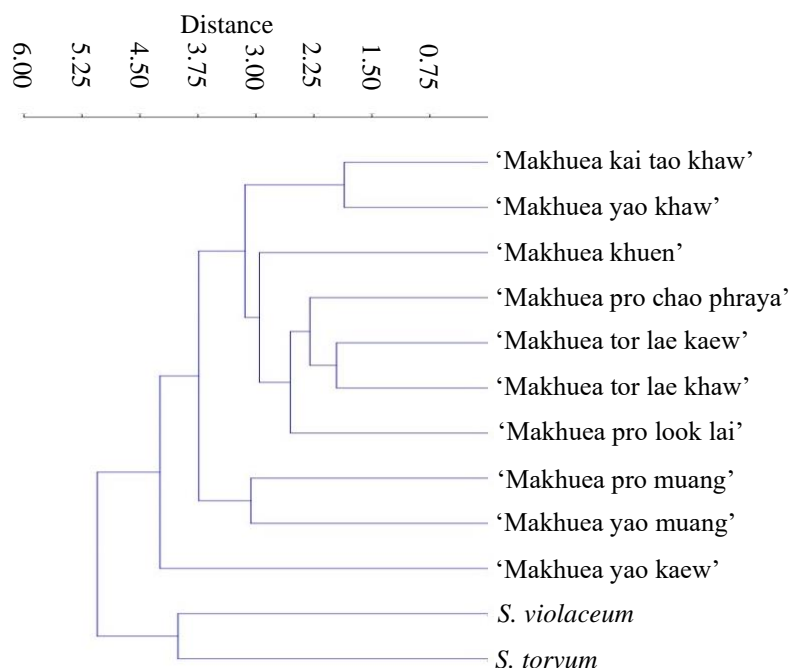 Distance
6.00 5.25 4.50 3.75 3.00 2.25 1.50 0.75
‘Makhuea kai tao khaw’
‘Makhuea yao khaw’
‘Makhuea khuen’
‘Makhuea pro chao phraya’
‘Makhuea tor lae kaew’
‘Makhuea tor lae khaw’
‘Makhuea pro look lai’
‘Makhuea pro muang’
‘Makhuea yao muang’
‘Makhuea yao kaew’
S. violaceum
S. torvum